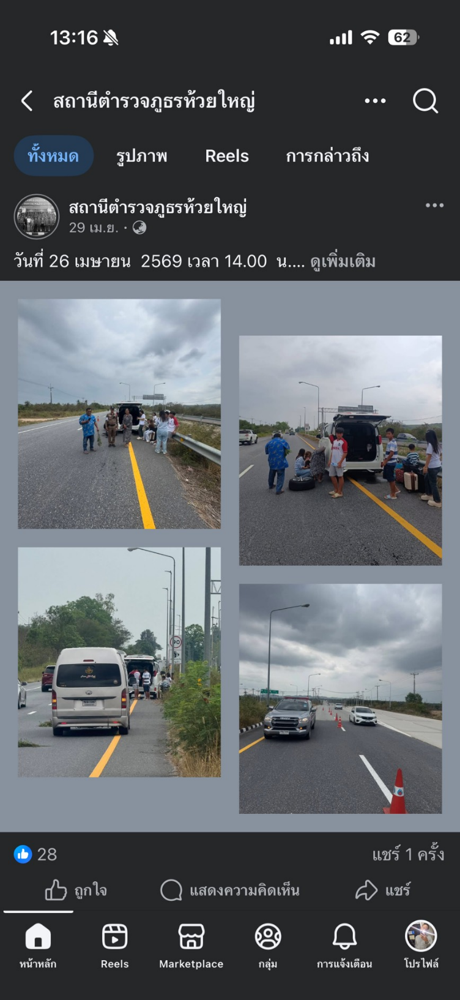 13:16
62
สถานีตำรวจภูธรห้วยใหญ่
ทั้งหมด รูปภาพ Reels การกล่าวถึง
สถานีตำรวจภูธรห้วยใหญ่
29 เม.ย.
วันที่ 26 เมษายน 2569 เวลา 14.00 น.... ดูเพิ่มเติม
90
28
แชร์ 1 ครั้ง
ถูกใจ แสดงความคิดเห็น แชร์
หน้าหลัก Reels Marketplace กลุ่ม การแจ้งเตือน โปรไฟล์